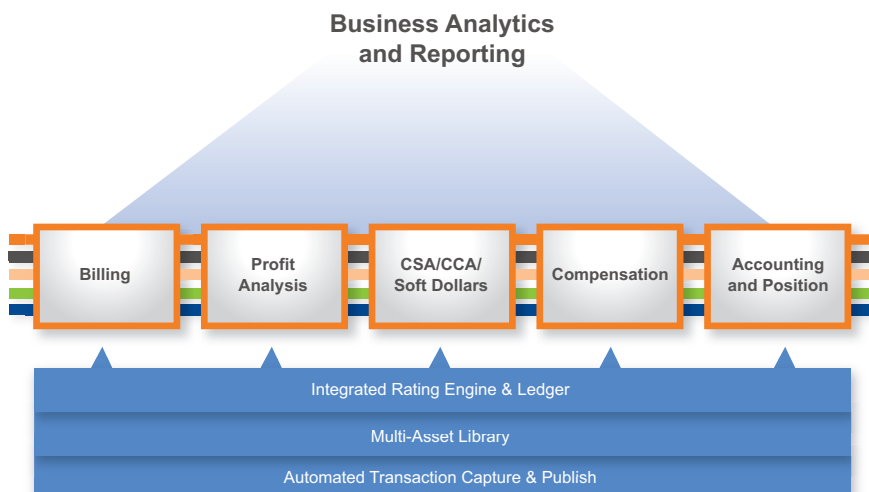 Business Analytics
and Reporting
Billing
Profit
Analysis
CSA/CCA/
Soft Dollars
Compensation
Accounting
and Position
Integrated Rating Engine & Ledger
Multi-Asset Library
Automated Transaction Capture & Publish